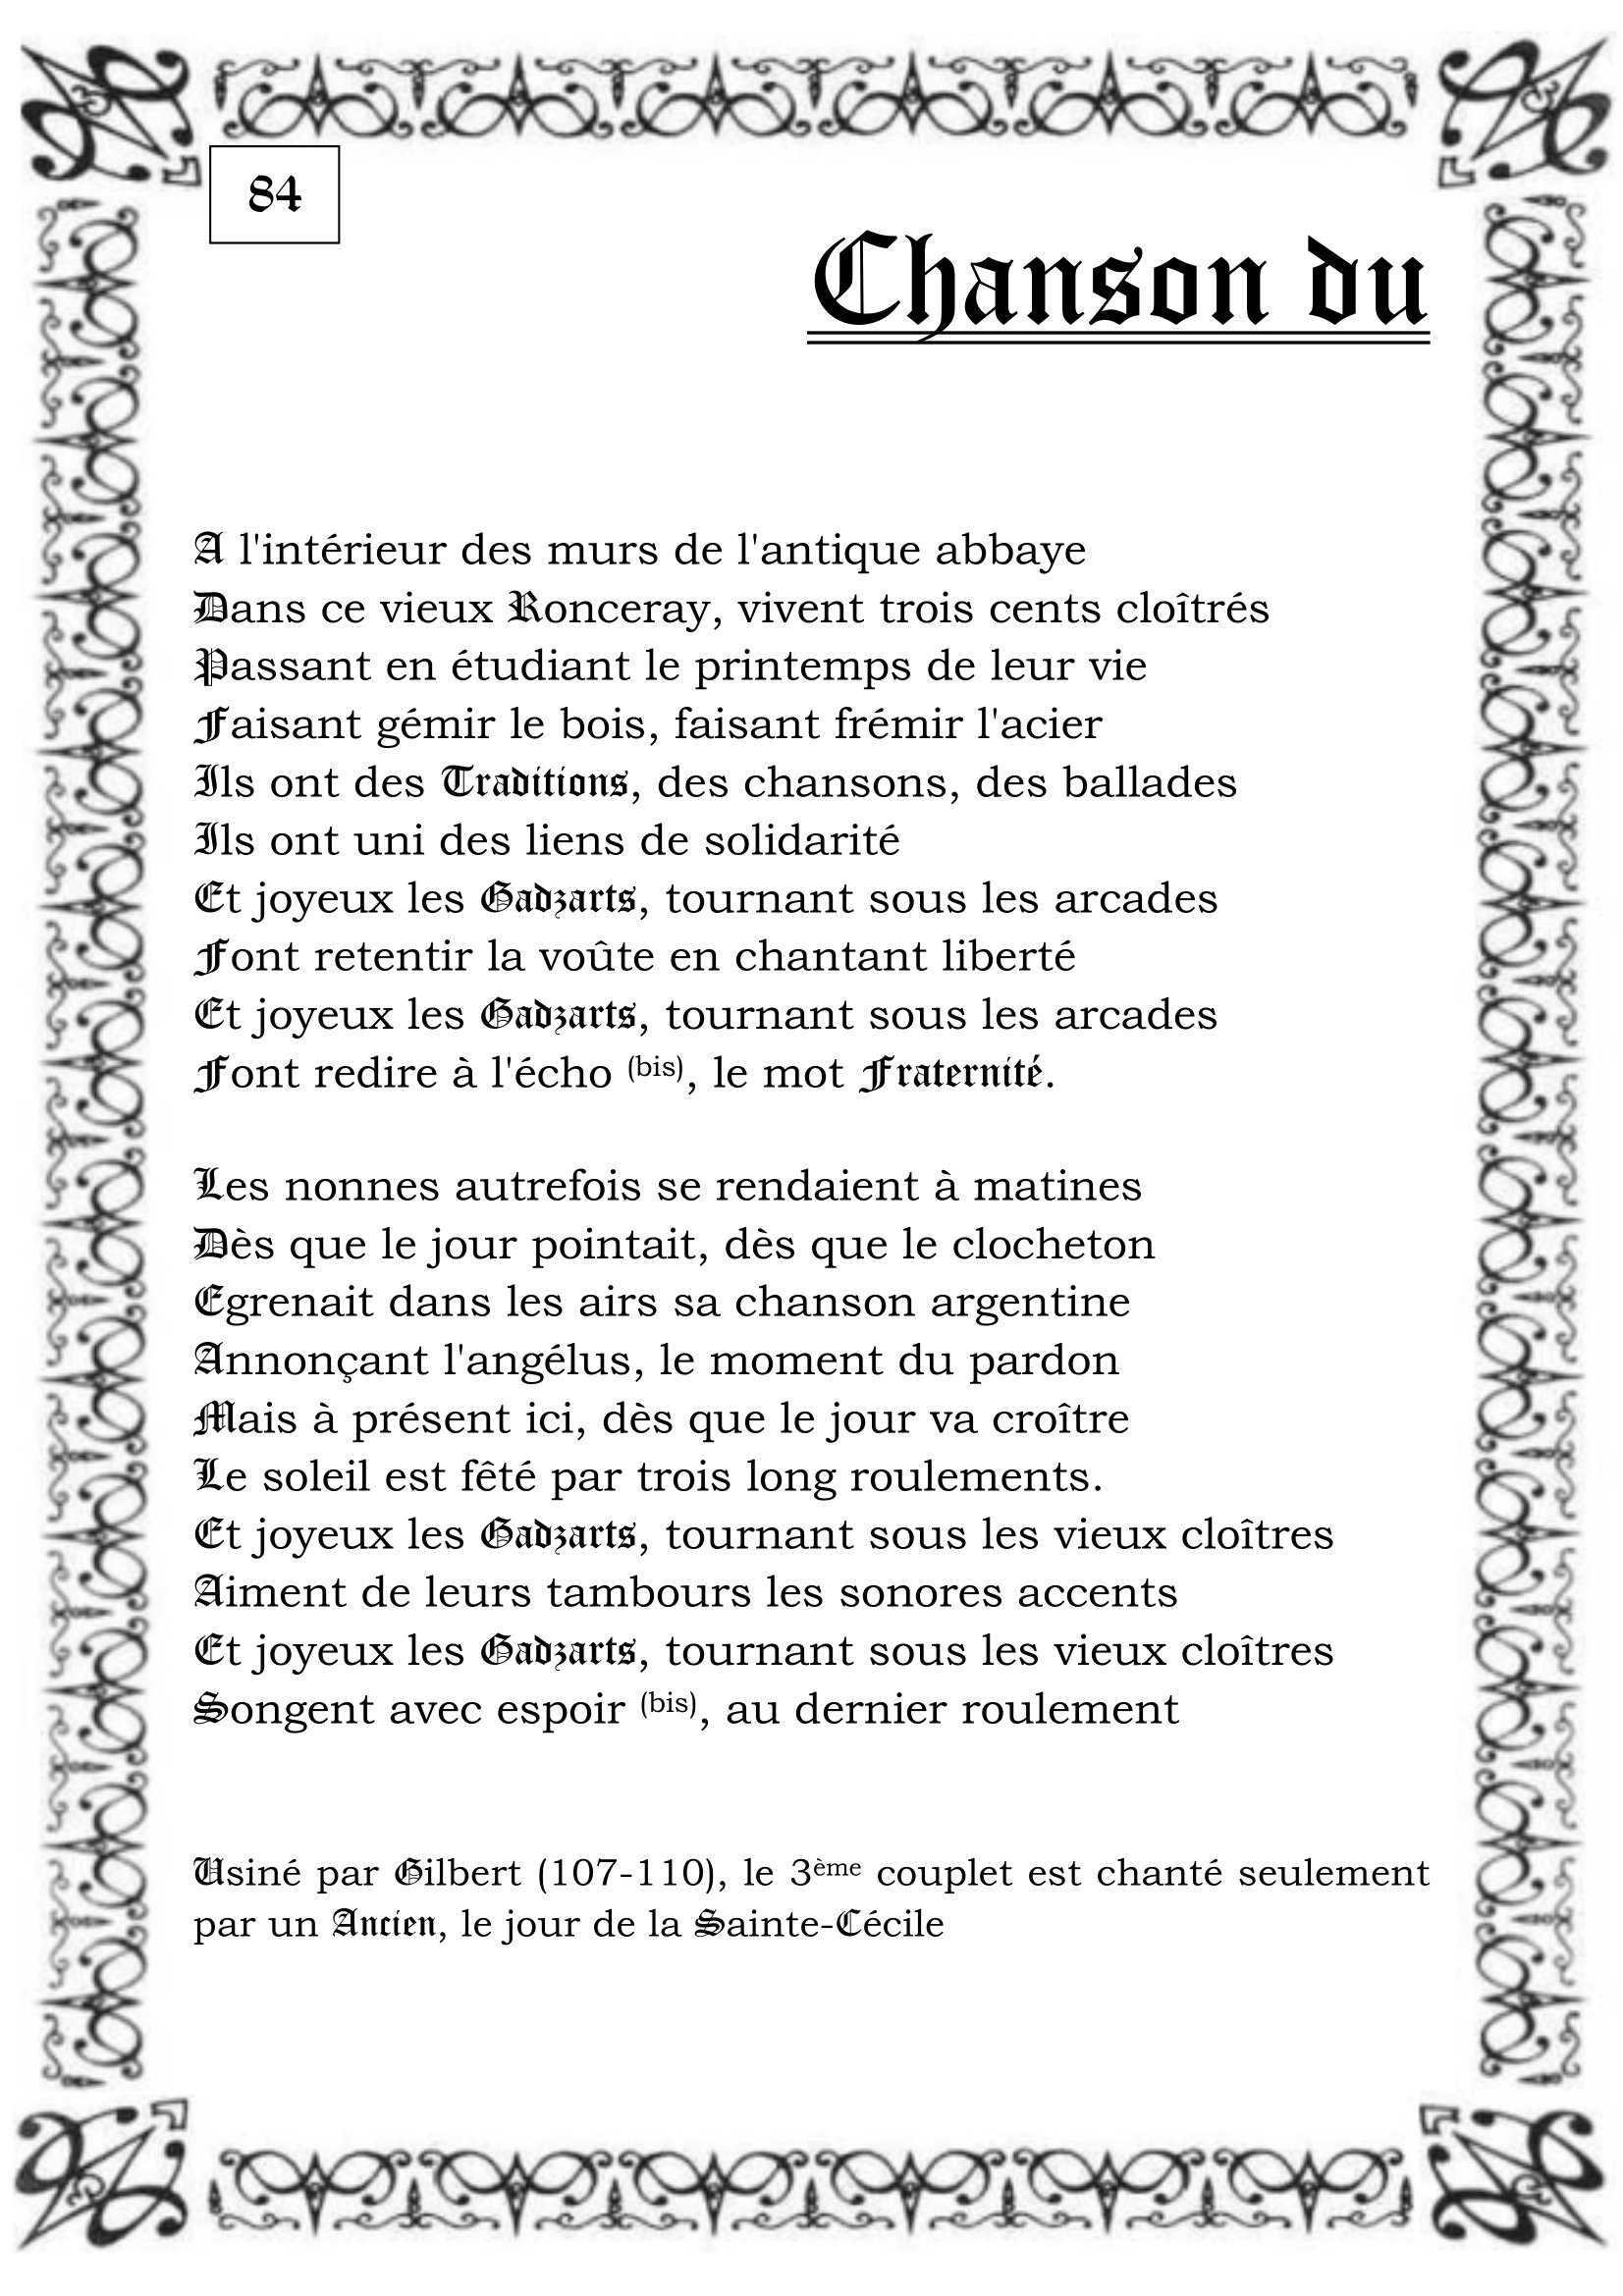 84
Chanson du
A l'intérieur des murs de l'antique abbaye
Dans ce vieux Ronceray, vivent trois cents cloîtrés
Passant en étudiant le printemps de leur vie
Faisant gémir le bois, faisant frémir l'acier
Ils ont des Traditions, des chansons, des ballades
Ils ont uni des liens de solidarité
Et joyeux les Gadzarts, tournant sous les arcades
Font retentir la voûte en chantant liberté
Et joyeux les Gadzarts, tournant sous les arcades
Font redire à l'écho (bis), le mot Fraternité.
Les nonnes autrefois se rendaient à matines
Dès que le jour pointait, dès que le clocheton
Egrenait dans les airs sa chanson argentine
Annonçant l'angélus, le moment du pardon
Mais à présent ici, dès que le jour va croître
Le soleil est fêté par trois long roulements.
Et joyeux les Gadzarts, tournant sous les vieux cloîtres
Aiment de leurs tambours les sonores accents
Et joyeux les Gadzarts, tournant sous les vieux cloîtres
Songent avec espoir (bis), au dernier roulement
Usiné par Gilbert (107-110), le 3ème couplet est chanté seulement
par un Ancien, le jour de la Sainte-Cécile